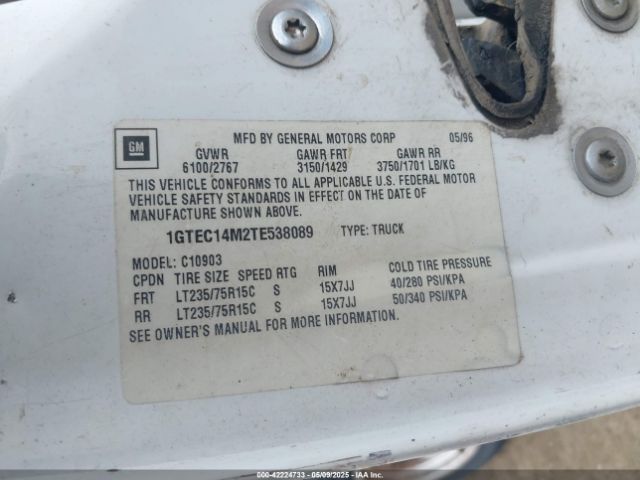 GM
MFD BY GENERAL MOTORS CORP 05/96
GVWR GAWR FRT GAWR RR
6100/2767 3150/1429 3750/1701 LB/KG
THIS VEHICLE CONFORMS TO ALL APPLICABLE U.S. FEDERAL MOTOR
VEHICLE SAFETY STANDARDS IN EFFECT ON THE DATE OF
MANUFACTURE SHOWN ABOVE.
1GTEC14M2TE538089 TYPE: TRUCK
MODEL: C10903
CPDN TIRE SIZE SPEED RTG RIM COLD TIRE PRESSURE
FRT LT235/75R15C S 15X7JJ 40/280 PSI/KPA
RR LT235/75R15C S 15X7JJ 50/340 PSI/KPA
SEE OWNER'S MANUAL FOR MORE INFORMATION.
© IAA 42224733 - 05/09/2025 - IAAI.COM